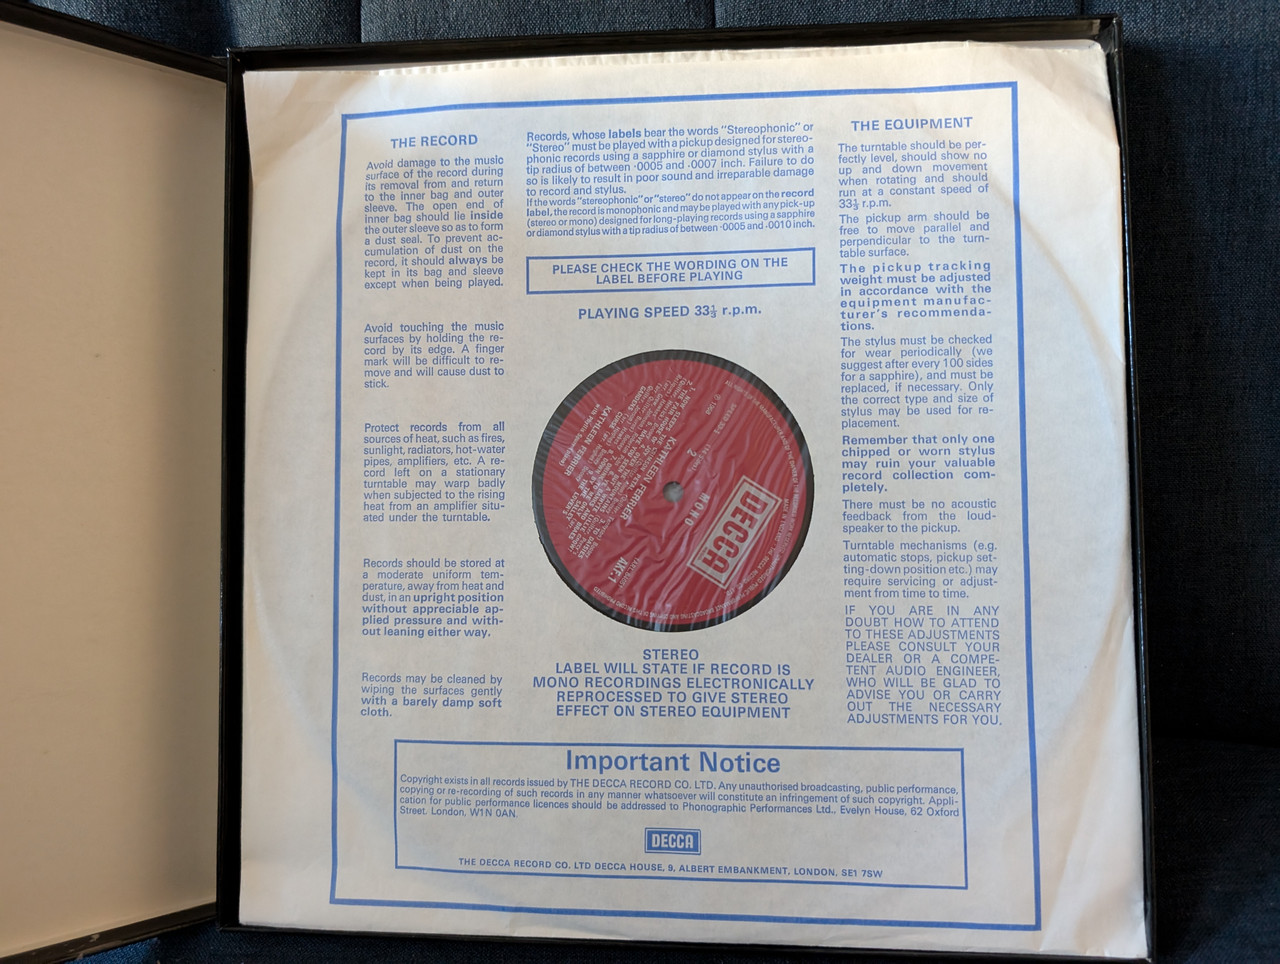 THE RECORD
Avoid damage to the music
surface of the record during
its removal from and return
to the inner bag and outer
sleeve. The open end of
inner bag should lie inside
the outer sleeve so as to form
a dust seal. To prevent ac-
cumulation of dust on the
record, it should always be
kept in its bag and sleeve
except when being played.
Avoid touching the music
surfaces by holding the re-
cord by its edge. A finger
mark will be difficult to re-
move and will cause dust to
stick.
Protect records from all
sources of heat, such as fires,
sunlight, radiators, hot-water
pipes, amplifiers, etc. A re-
cord left on a stationary
turntable may warp badly
when subjected to the rising
heat from an amplifier situ-
ated under the turntable.
Records should be stored at
a moderate uniform tem-
perature, away from heat and
dust, in an upright position
without appreciable ap-
plied pressure and with-
out leaning either way.
Records may be cleaned by
wiping the surfaces gently
with a barely damp soft
cloth.
Records, whose labels bear the words "Stereophonic" or
"Stereo" must be played with a pickup designed for stereo-
phonic records using a sapphire or diamond stylus with a
tip radius of between ·0005 and ·0007 inch. Failure to do
so is likely to result in poor sound and irreparable damage
to record and stylus.
If the words "stereophonic" or "stereo" do not appear on the record
label, the record is monophonic and may be played with any pick-up
(stereo or mono) designed for long-playing records using a sapphire
or diamond stylus with a tip radius of between ·0005 and ·0010 inch.
PLEASE CHECK THE WORDING ON THE
LABEL BEFORE PLAYING
PLAYING SPEED 33⅓ r.p.m.
DECCA
MONO
2
KATHLEEN FERRIER
AKF.1
KATHLEEN FERRIER
STEREO
LABEL WILL STATE IF RECORD IS
MONO RECORDINGS ELECTRONICALLY
REPROCESSED TO GIVE STEREO
EFFECT ON STEREO EQUIPMENT
THE EQUIPMENT
The turntable should be per-
fectly level, should show no
up and down movement
when rotating and should
run at a constant speed of
33⅓ r.p.m.
The pickup arm should be
free to move parallel and
perpendicular to the turn-
table surface.
The pickup tracking
weight must be adjusted
in accordance with the
equipment manufac-
turer's recommenda-
tions.
The stylus must be checked
for wear periodically (we
suggest after every 100 sides
for a sapphire), and must be
replaced, if necessary. Only
the correct type and size of
stylus may be used for re-
placement.
Remember that only one
chipped or worn stylus
may ruin your valuable
record collection com-
pletely.
There must be no acoustic
feedback from the loud-
speaker to the pickup.
Turntable mechanisms (e.g.
automatic stops, pickup set-
ting-down position etc.) may
require servicing or adjust-
ment from time to time.
IF YOU ARE IN ANY
DOUBT HOW TO ATTEND
TO THESE ADJUSTMENTS
PLEASE CONSULT YOUR
DEALER OR A COMPE-
TENT AUDIO ENGINEER,
WHO WILL BE GLAD TO
ADVISE YOU OR CARRY
OUT THE NECESSARY
ADJUSTMENTS FOR YOU.
Important Notice
Copyright exists in all records issued by THE DECCA RECORD CO. LTD. Any unauthorised broadcasting, public performance,
copying or re-recording of such records in any manner whatsoever will constitute an infringement of such copyright. Appli-
cation for public performance licences should be addressed to Phonographic Performances Ltd., Evelyn House, 62 Oxford
Street. London, W1N 0AN.
DECCA
THE DECCA RECORD CO. LTD DECCA HOUSE, 9, ALBERT EMBANKMENT, LONDON, SE1 7SW